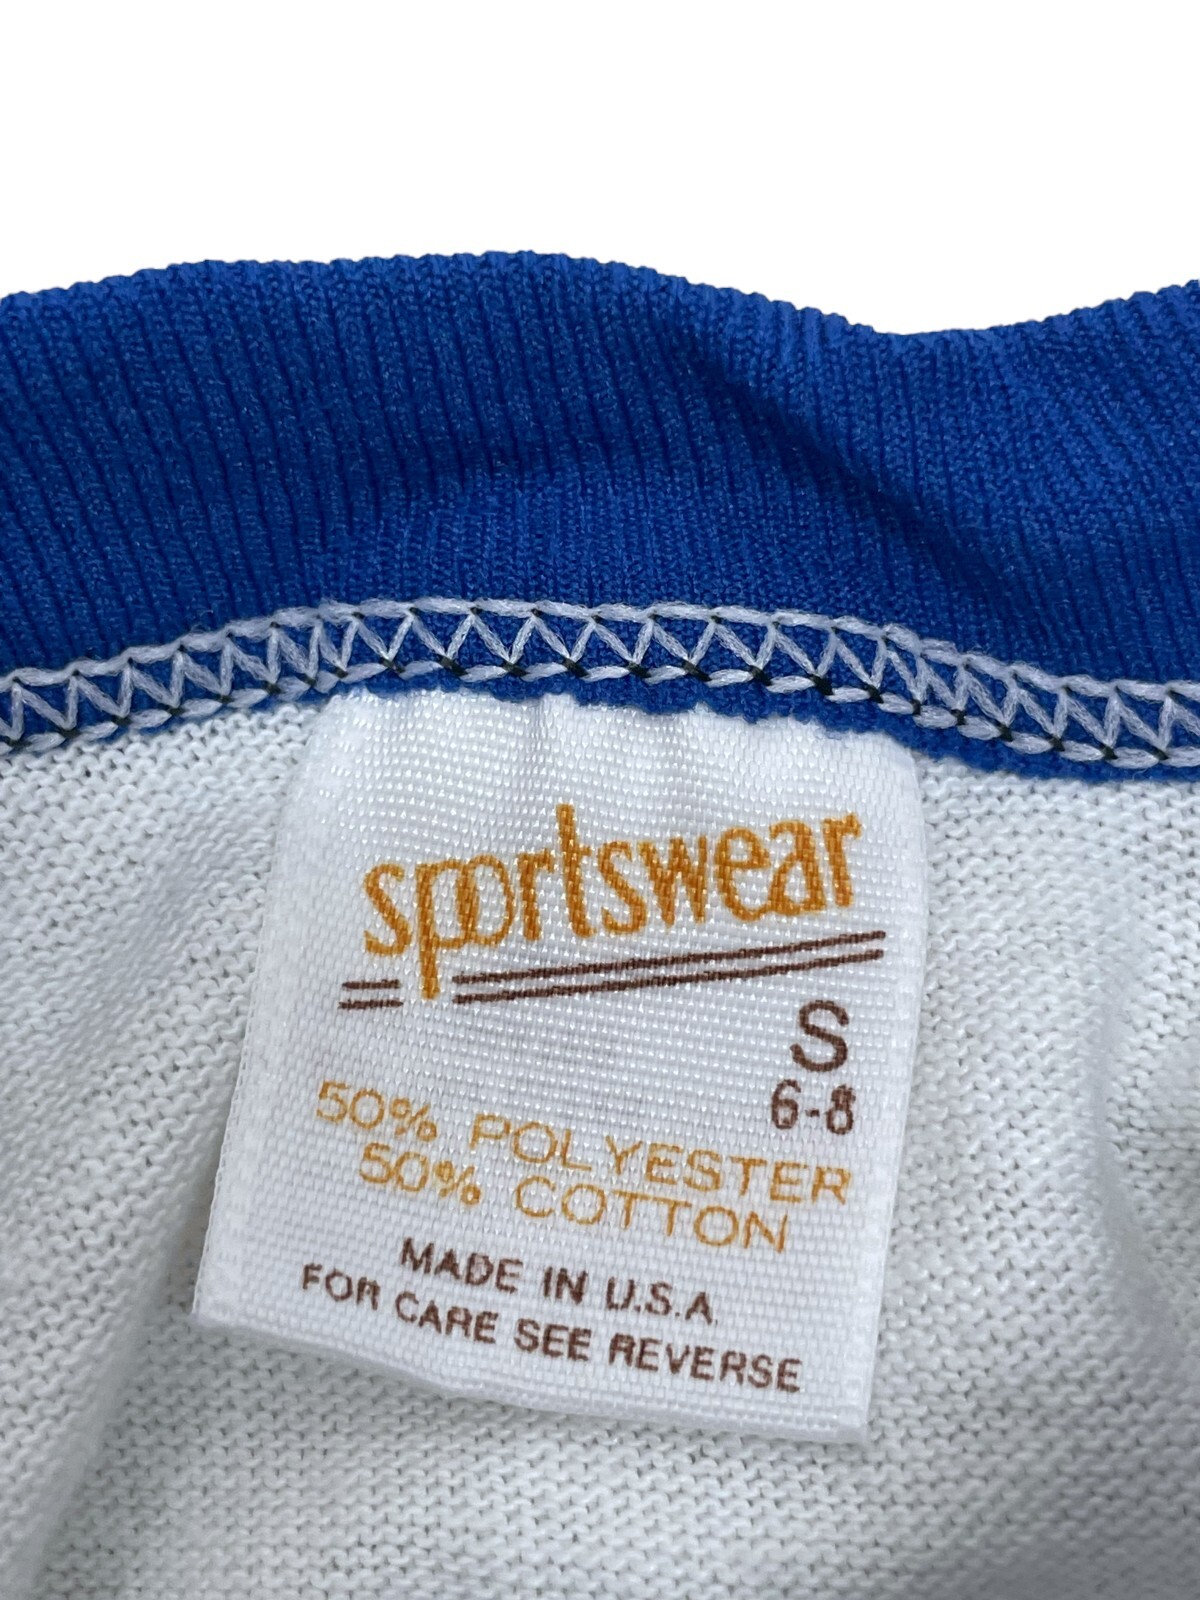 sportswear
S
6-8
50% POLYESTER
50% COTTON
MADE IN U.S.A.
FOR CARE SEE REVERSE